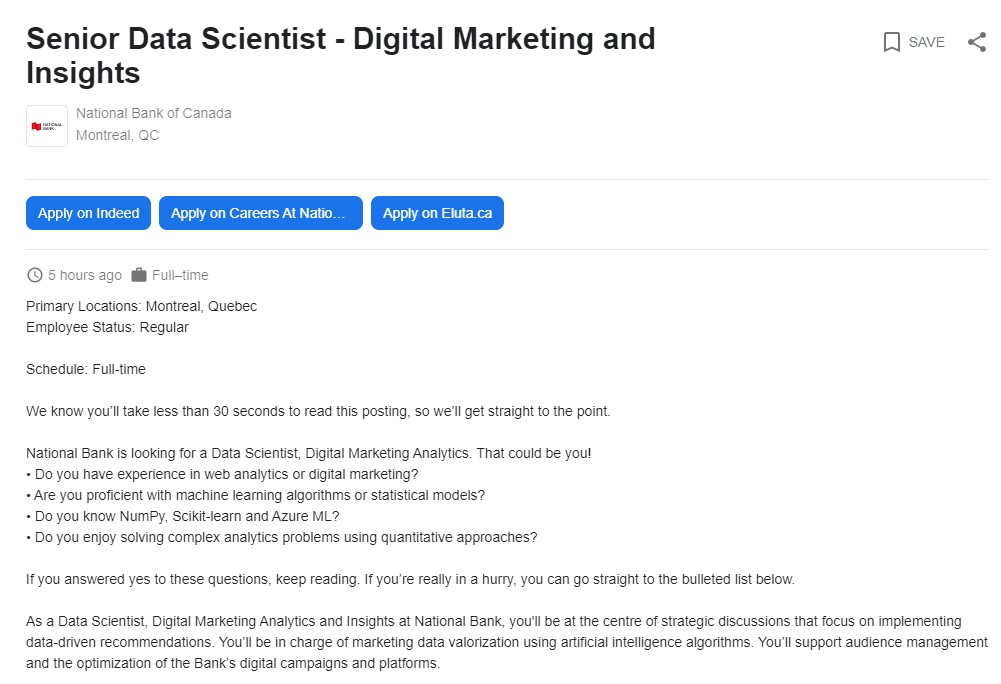 Senior Data Scientist - Digital Marketing and
Insights
SAVE
NATIONAL
BANK
National Bank of Canada
Montreal, QC
Apply on Indeed
Apply on Careers At Natio…
Apply on Eluta.ca
5 hours ago
Full–time
Primary Locations: Montreal, Quebec
Employee Status: Regular
Schedule: Full-time
We know you’ll take less than 30 seconds to read this posting, so we’ll get straight to the point.
National Bank is looking for a Data Scientist, Digital Marketing Analytics. That could be you!
• Do you have experience in web analytics or digital marketing?
• Are you proficient with machine learning algorithms or statistical models?
• Do you know NumPy, Scikit-learn and Azure ML?
• Do you enjoy solving complex analytics problems using quantitative approaches?
If you answered yes to these questions, keep reading. If you’re really in a hurry, you can go straight to the bulleted list below.
As a Data Scientist, Digital Marketing Analytics and Insights at National Bank, you'll be at the centre of strategic discussions that focus on implementing
data-driven recommendations. You’ll be in charge of marketing data valorization using artificial intelligence algorithms. You’ll support audience management
and the optimization of the Bank’s digital campaigns and platforms.